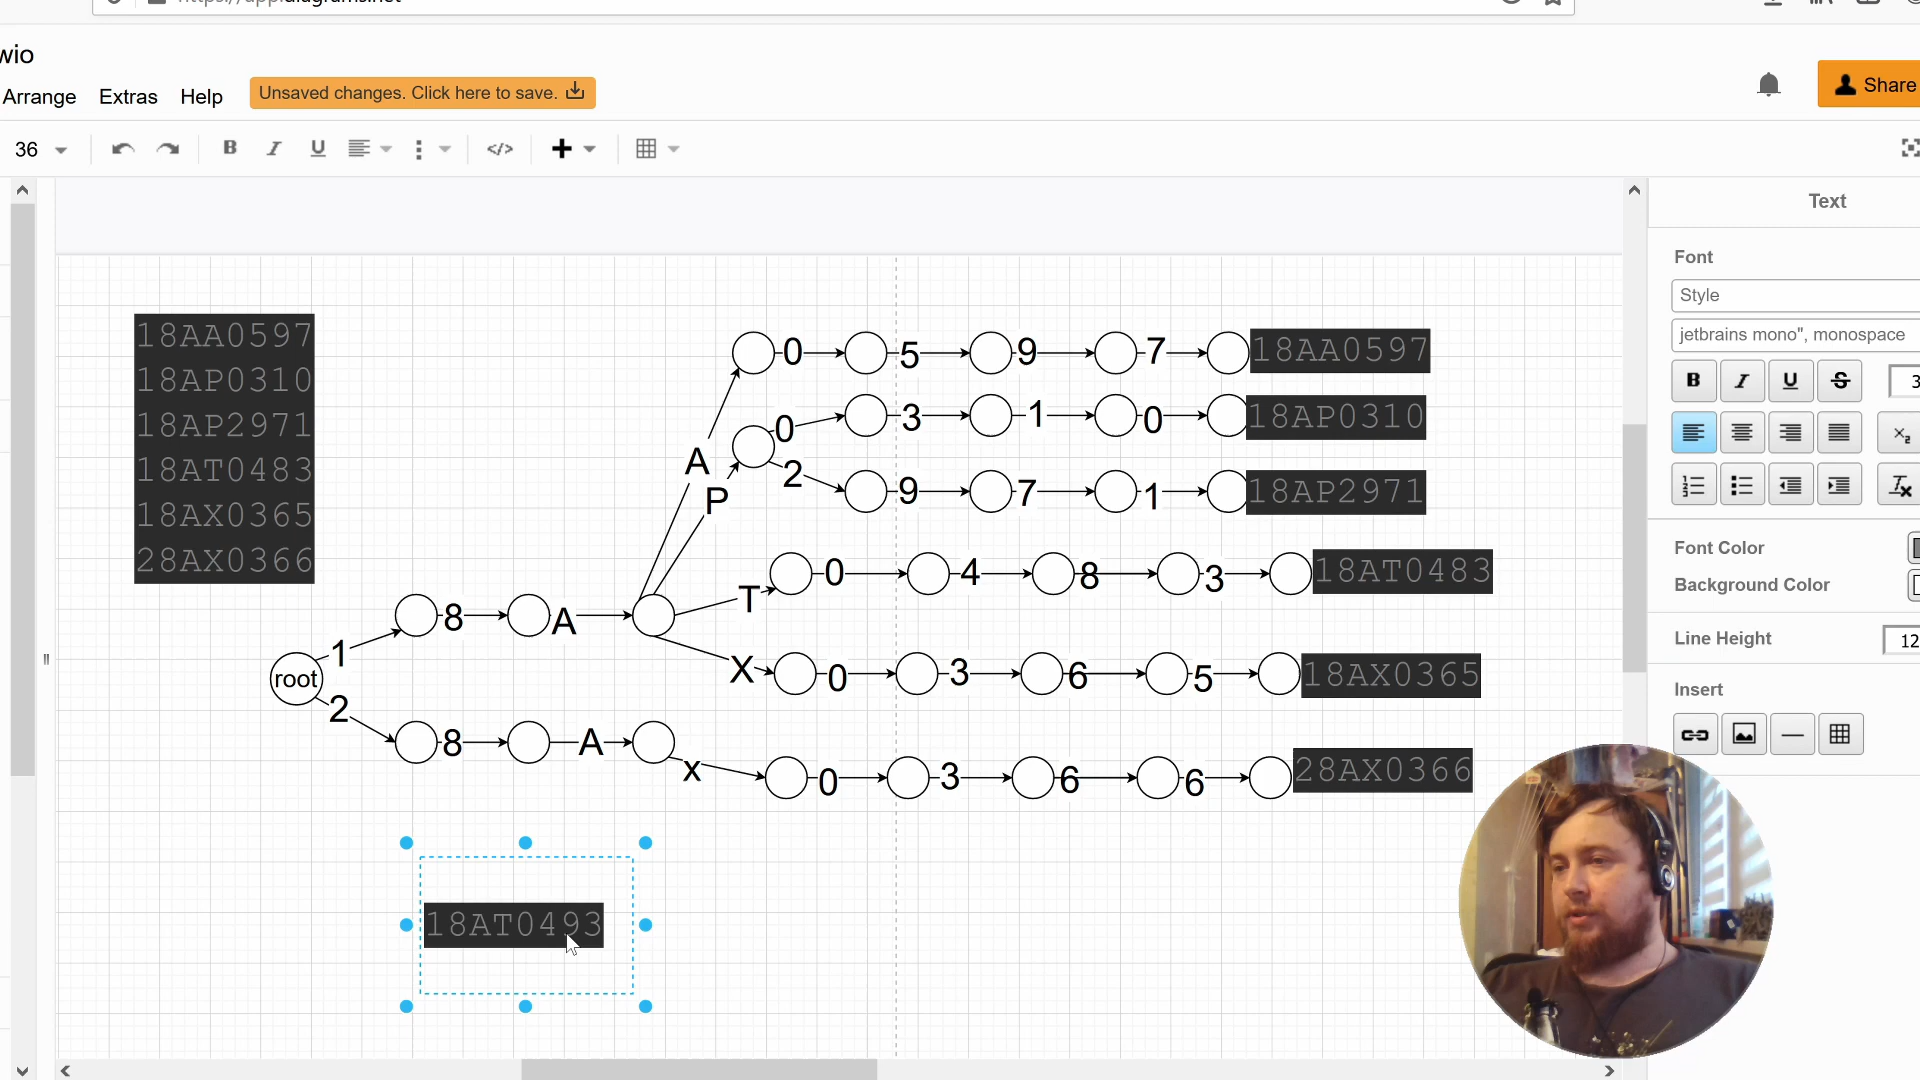 wio
Arrange Extras Help Unsaved changes. Click here to save.
Share
36
Text
Font
Style
jetbrains mono", monospace
Font Color
Background Color
Line Height
12
Insert
18AA0597
18AP0310
18AP2971
18AT0483
18AX0365
28AX0366
0 5 9 7 18AA0597
0 3 1 0 18AP0310
A
P
2 9 7 1 18AP2971
T 0 4 8 3 18AT0483
1 8 A
X 0 3 6 5 18AX0365
root
2 8 A
x 0 3 6 6 28AX0366
18AT0493